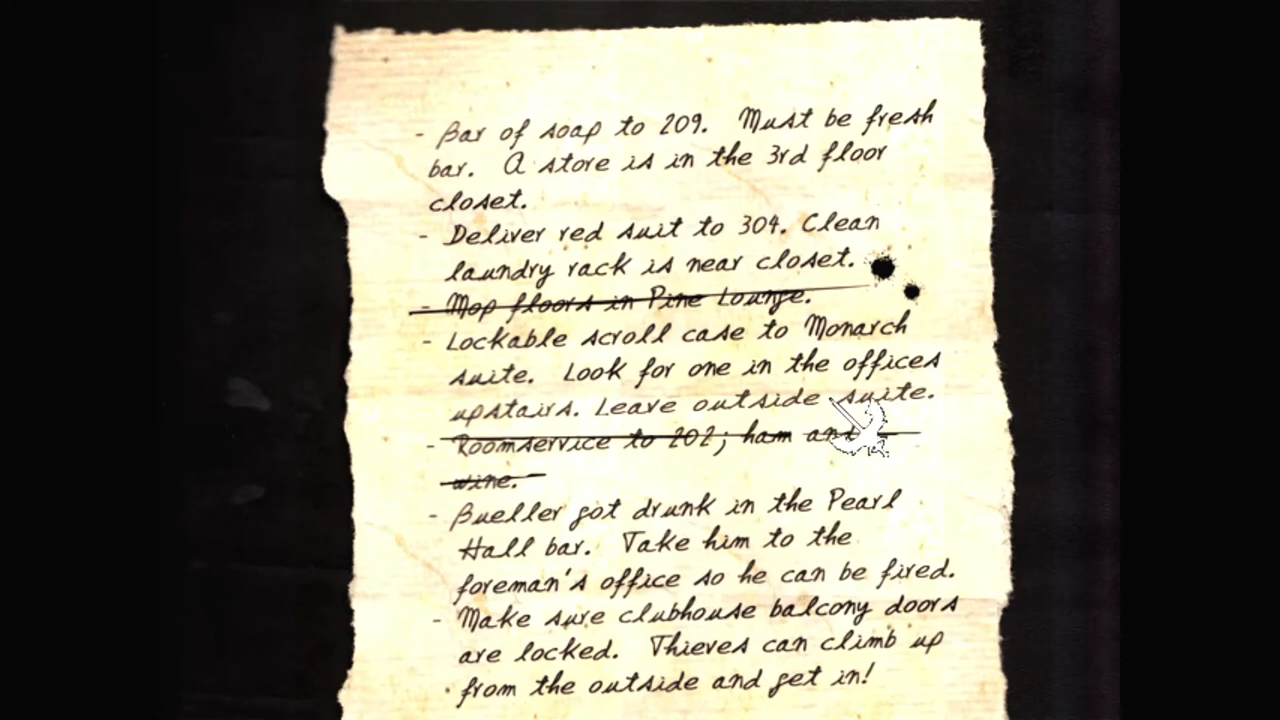 - Bar of soap to 209. Must be fresh
bar. A store is in the 3rd floor
closet.
- Deliver red suit to 304. Clean
laundry rack is near closet.
- Mop floors in Pine Lounge.
- Lockable scroll case to Monarch
suite. Look for one in the offices
upstairs. Leave outside suite.
- Roomservice to 202; ham and
wine.
- Bueller got drunk in the Pearl
Hall bar. Take him to the
foreman's office so he can be fired.
- Make sure clubhouse balcony doors
are locked. Thieves can climb up
from the outside and get in!